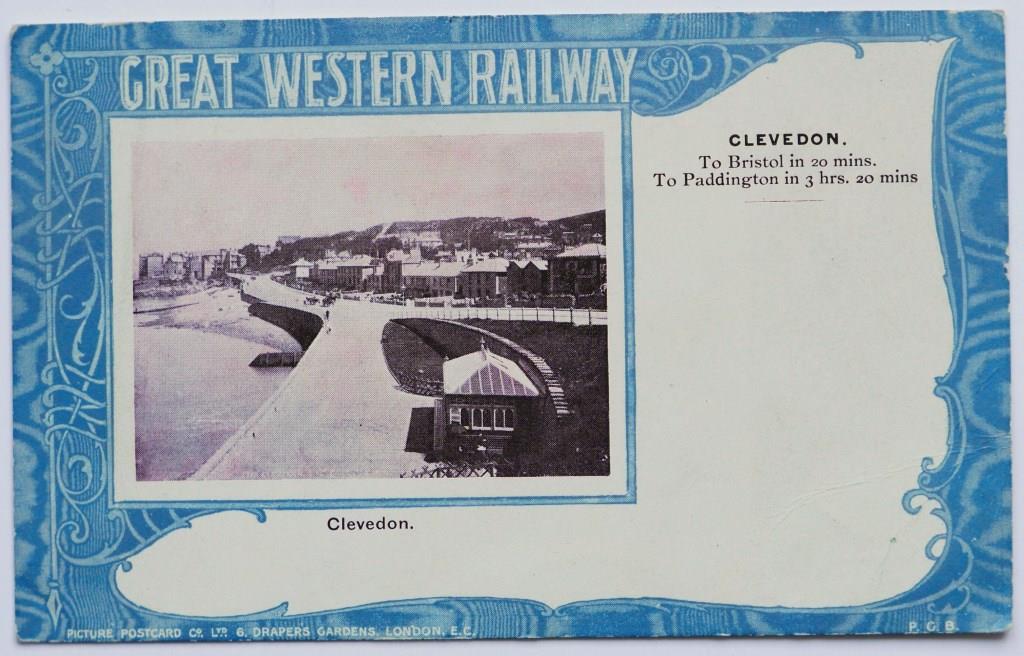 GREAT WESTERN RAILWAY
CLEVEDON.
To Bristol in 20 mins.
To Paddington in 3 hrs. 20 mins
Clevedon.
PICTURE POSTCARD Co. LTD. 6, DRAPERS GARDENS, LONDON, E.C.
P. C. B.